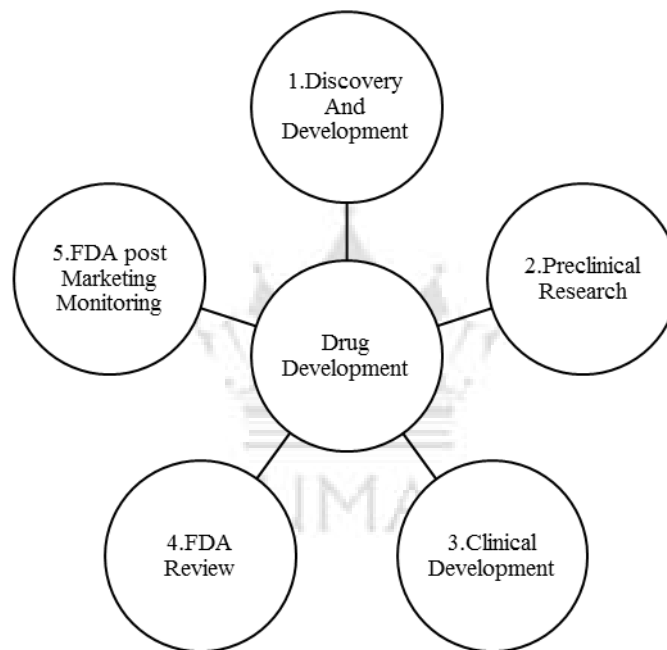 1.Discovery
And
Development
2.Preclinical
Research
3.Clinical
Development
4.FDA
Review
5.FDA post
Marketing
Monitoring
Drug
Development